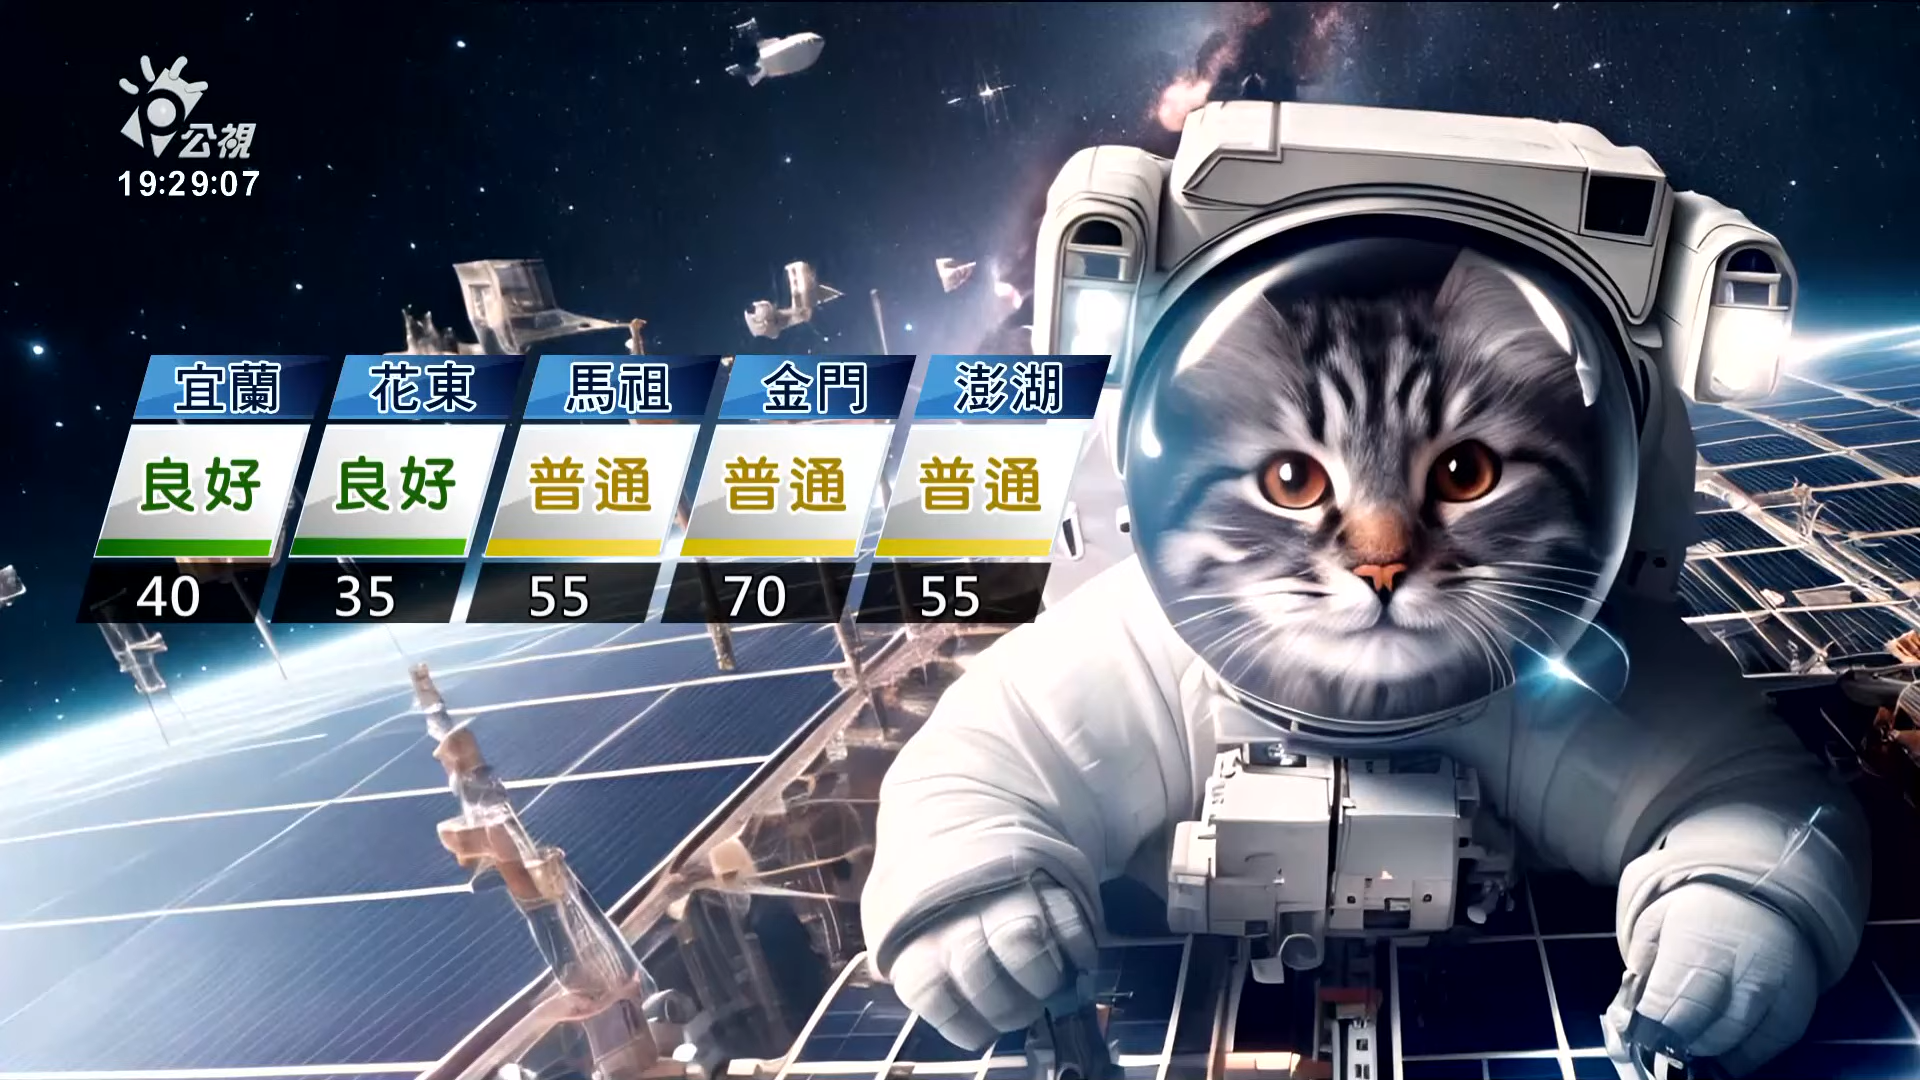 公視
19:29:07
宜蘭 花東 馬祖 金門 澎湖
良好 良好 普通 普通 普通
40 35 55 70 55